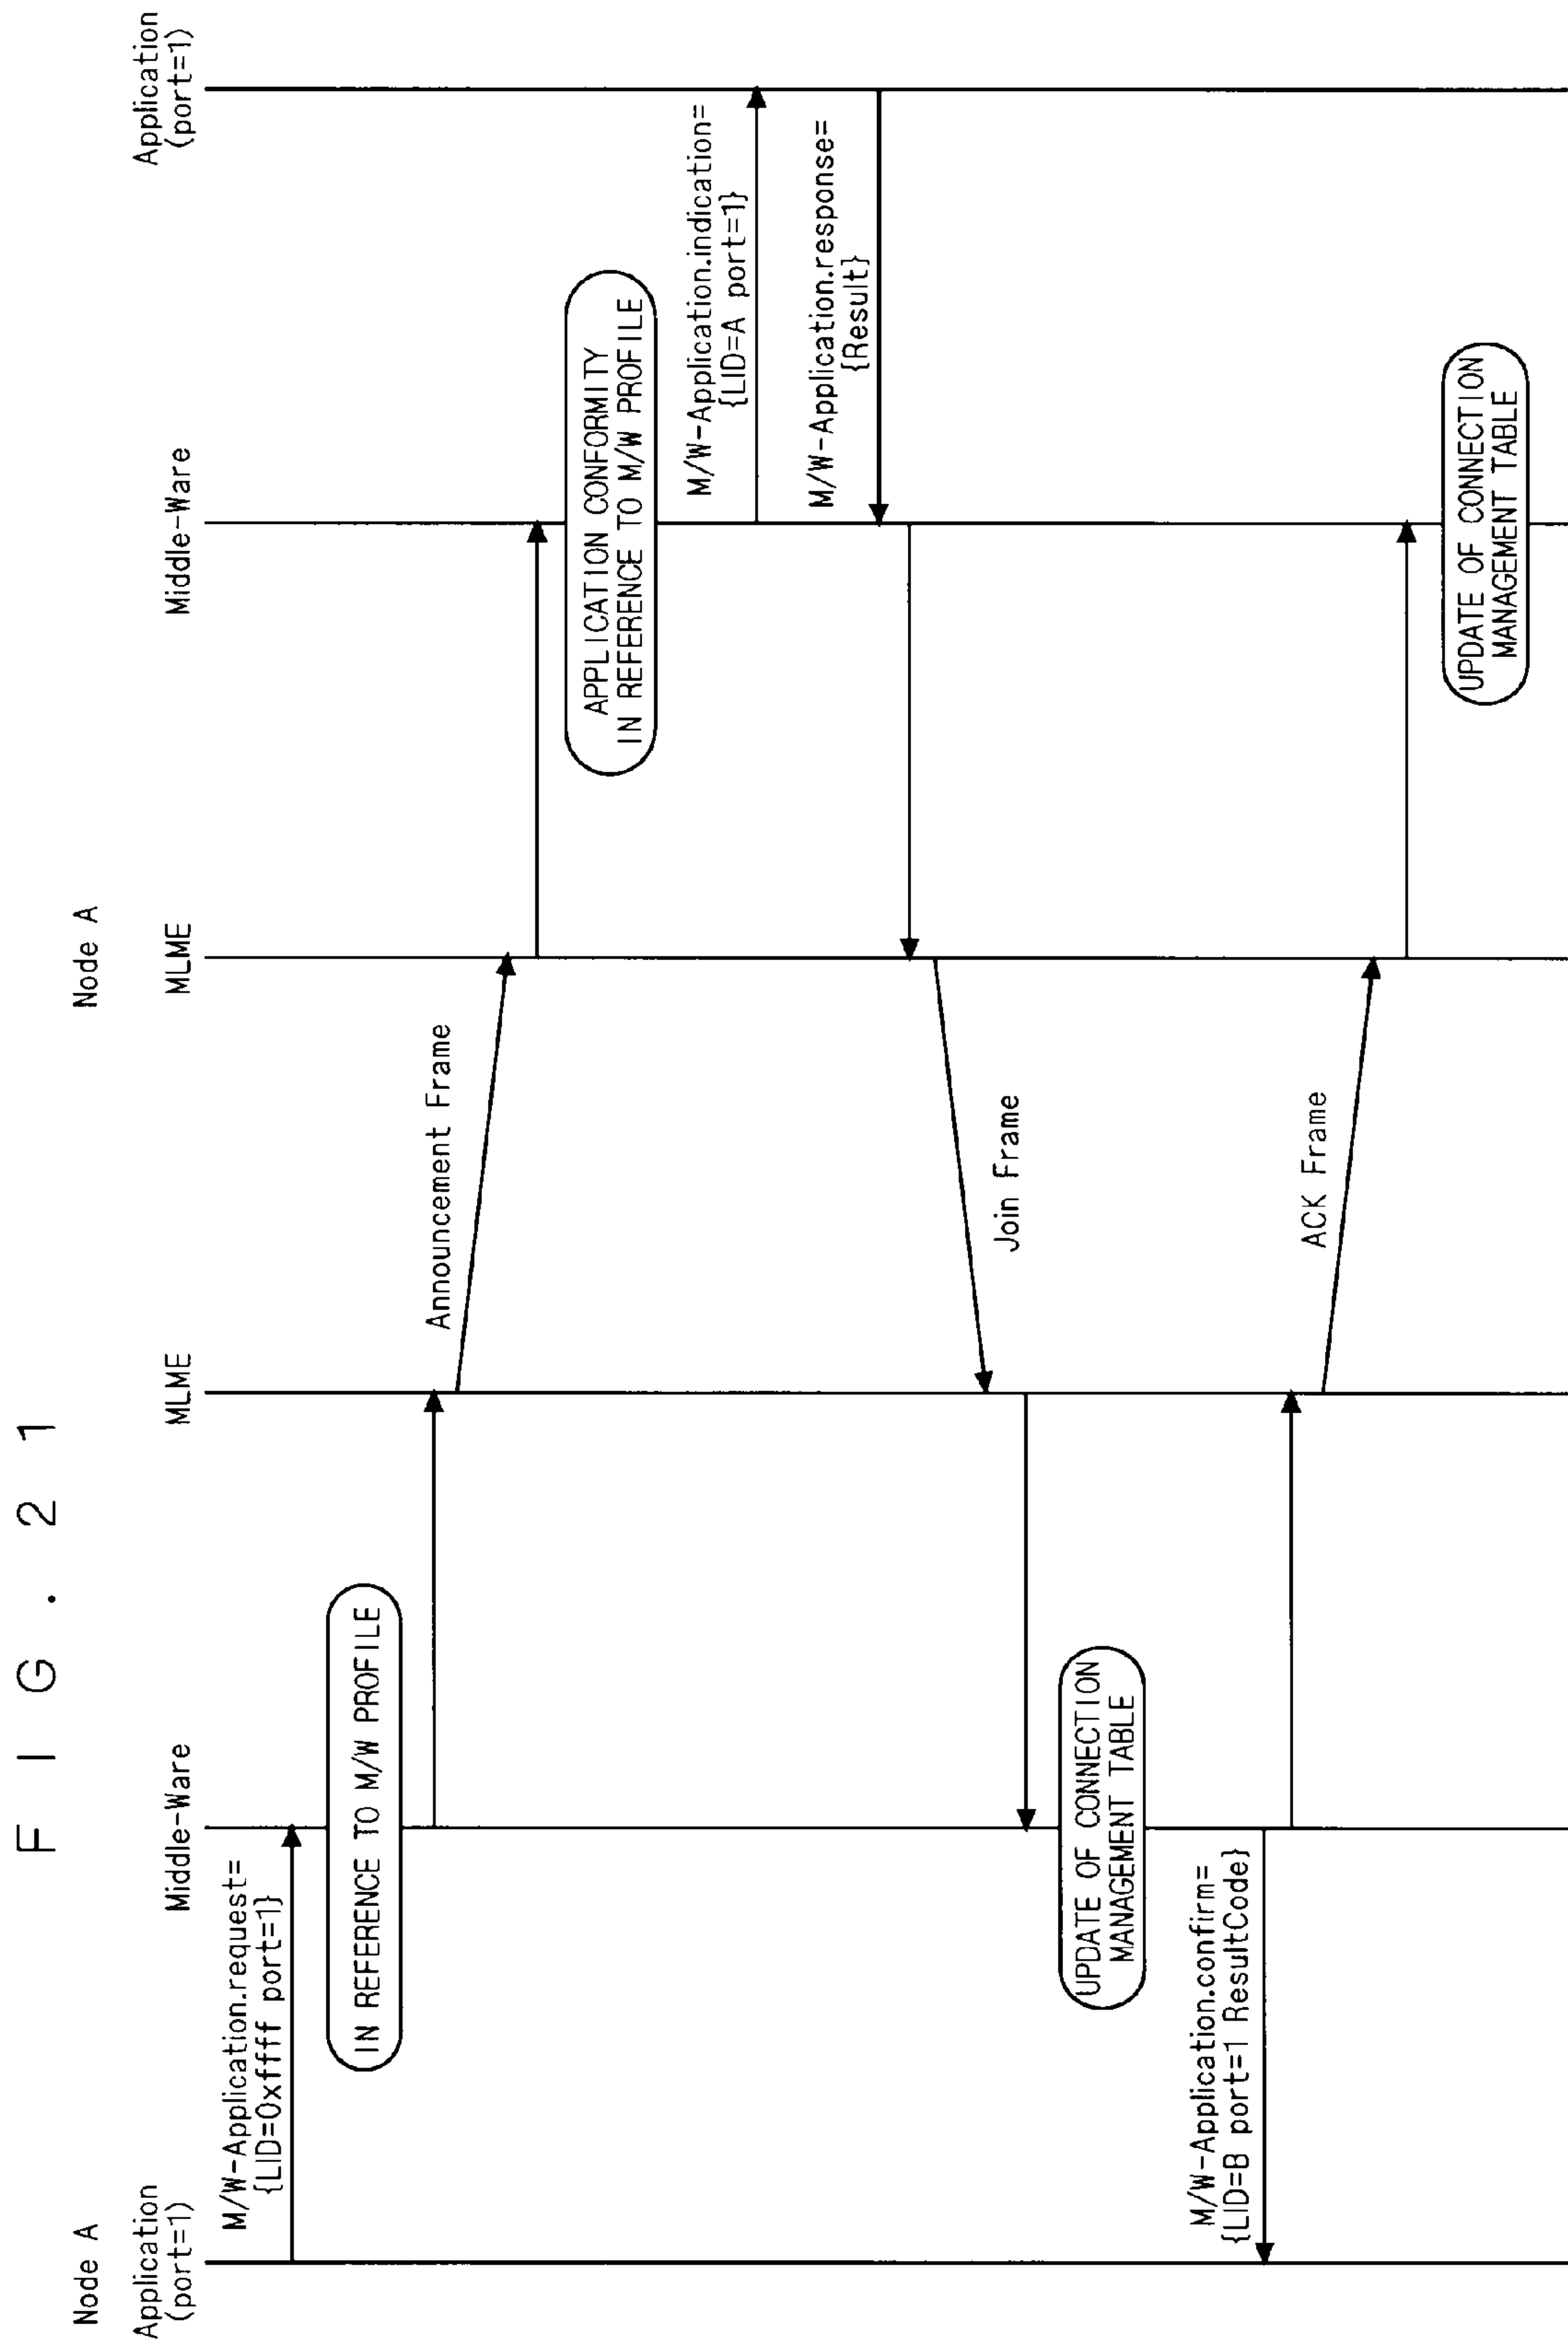 FIG. 21
Node A
Node A
Application
(port=1)
Middle-Ware
MLME
MLME
Middle-Ware
Application
(port=1)
M/W-Application.request=
{LID=0xffff port=1}
IN REFERENCE TO M/W PROFILE
Announcement Frame
APPLICATION CONFORMITY
IN REFERENCE TO M/W PROFILE
M/W-Application.indication=
{LID=A port=1}
M/W-Application.response=
{Result}
Join Frame
UPDATE OF CONNECTION
MANAGEMENT TABLE
M/W-Application.confirm=
{LID=B port=1 ResultCode}
ACK Frame
UPDATE OF CONNECTION
MANAGEMENT TABLE